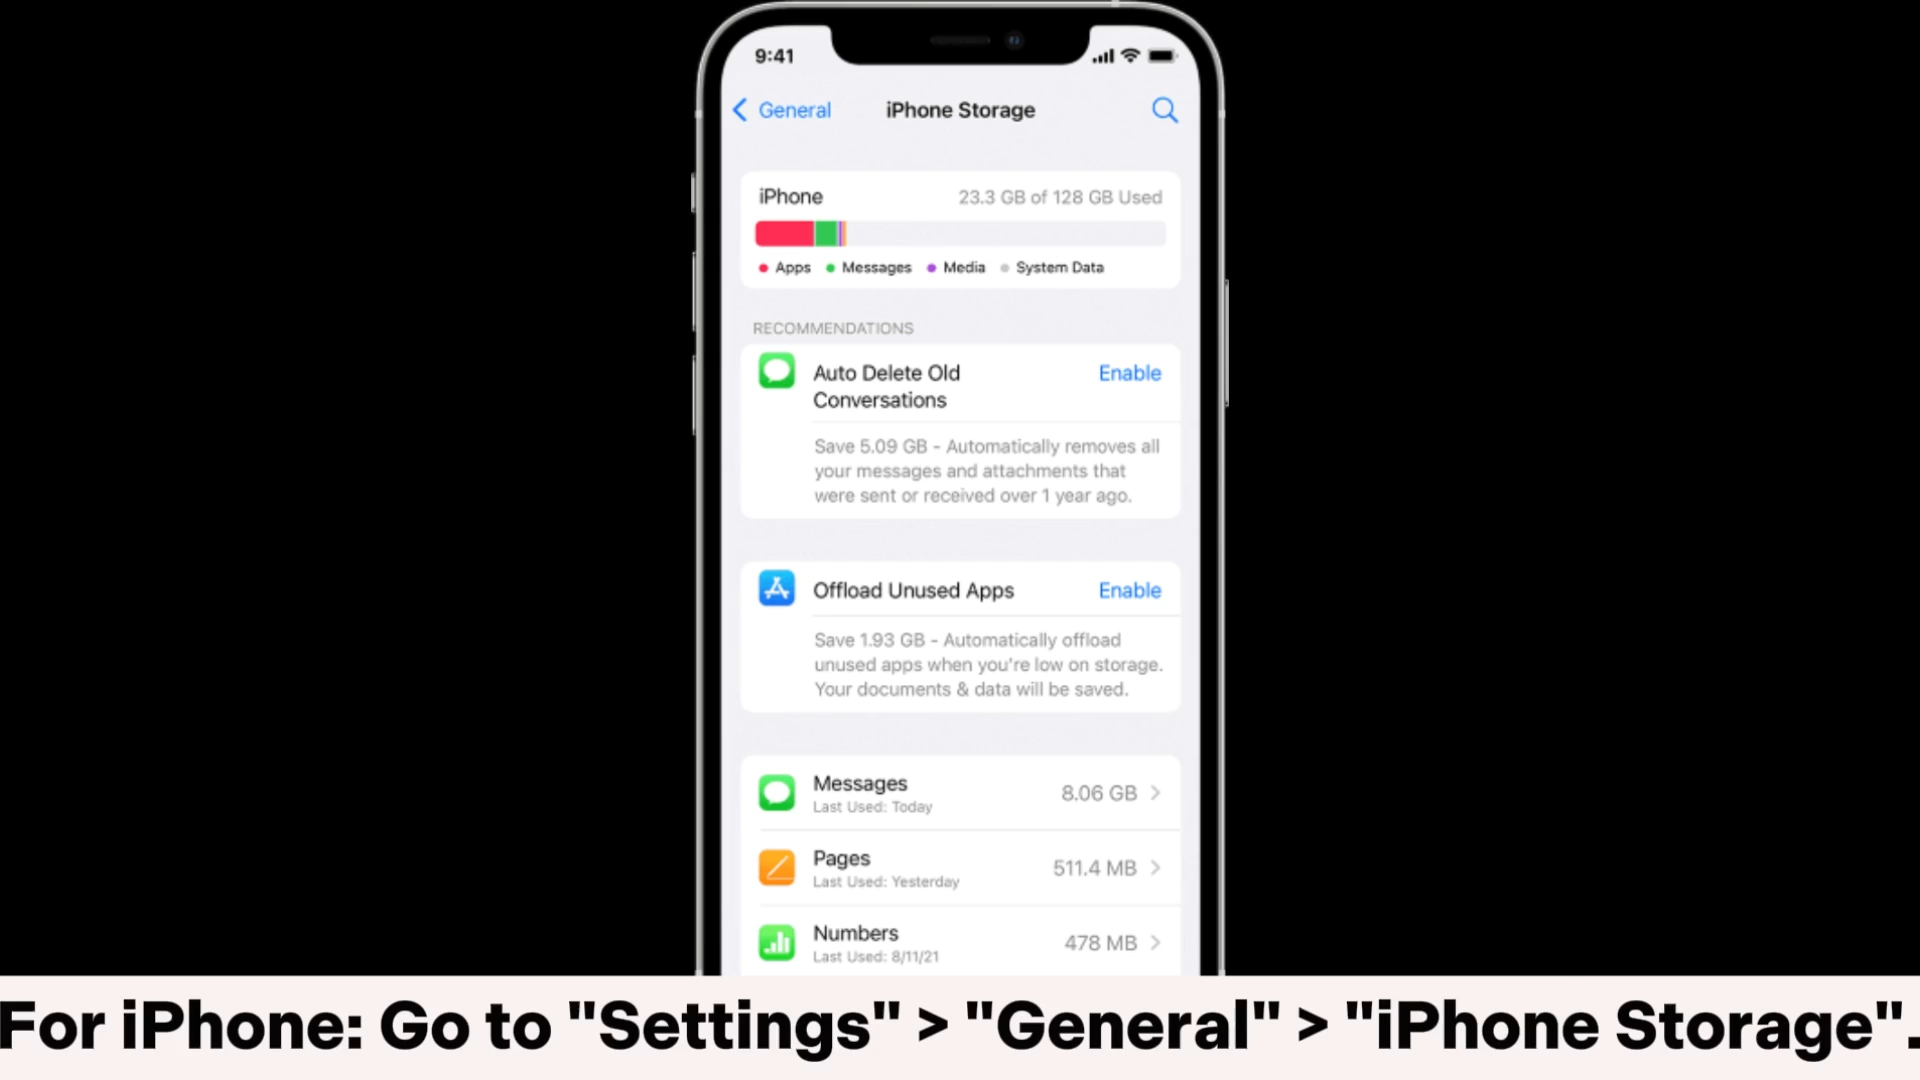 9:41
General
iPhone Storage
iPhone
23.3 GB of 128 GB Used
Apps
Messages
Media
System Data
RECOMMENDATIONS
Auto Delete Old
Conversations
Enable
Save 5.09 GB - Automatically removes all
your messages and attachments that
were sent or received over 1 year ago.
Offload Unused Apps
Enable
Save 1.93 GB - Automatically offload
unused apps when you're low on storage.
Your documents & data will be saved.
Messages
8.06 GB
Last Used: Today
Pages
511.4 MB
Last Used: Yesterday
Numbers
478 MB
Last Used: 8/11/21
For iPhone: Go to "Settings" > "General" > "iPhone Storage".